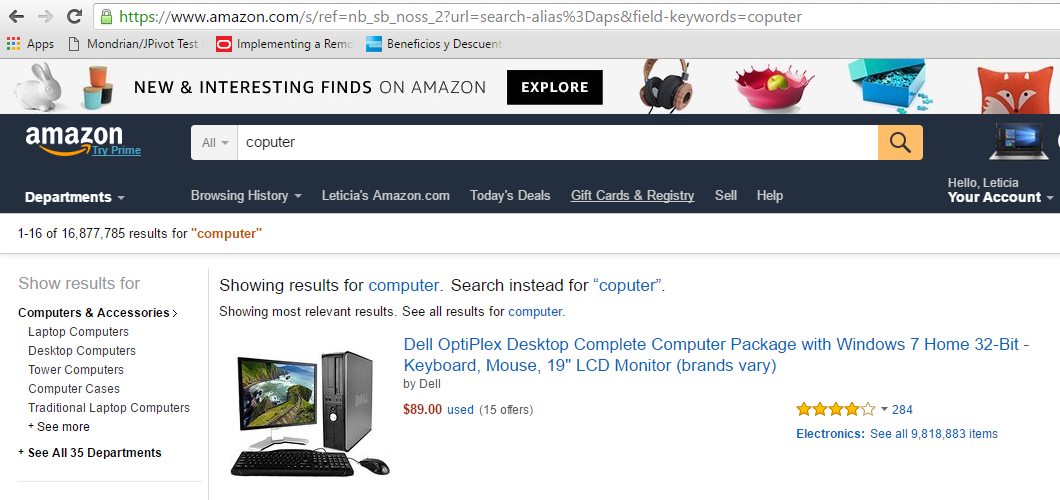 https://www.amazon.com/s/ref=nb_sb_noss_2?url=search-alias%3Daps&field-keywords=coputer
Apps Mondrian/JPivot Test Implementing a Remo Beneficios y Descuent
NEW & INTERESTING FINDS ON AMAZON EXPLORE
amazon
Try Prime
All coputer
Departments Browsing History Leticia's Amazon.com Today's Deals Gift Cards & Registry Sell Help
Hello, Leticia
Your Account
1-16 of 16,877,785 results for "computer"
Show results for
Computers & Accessories
Laptop Computers
Desktop Computers
Tower Computers
Computer Cases
Traditional Laptop Computers
+ See more
+ See All 35 Departments
Showing results for computer. Search instead for “coputer”.
Showing most relevant results. See all results for computer.
Dell OptiPlex Desktop Complete Computer Package with Windows 7 Home 32-Bit -
Keyboard, Mouse, 19" LCD Monitor (brands vary)
by Dell
$89.00 used (15 offers)
284
Electronics: See all 9,818,883 items